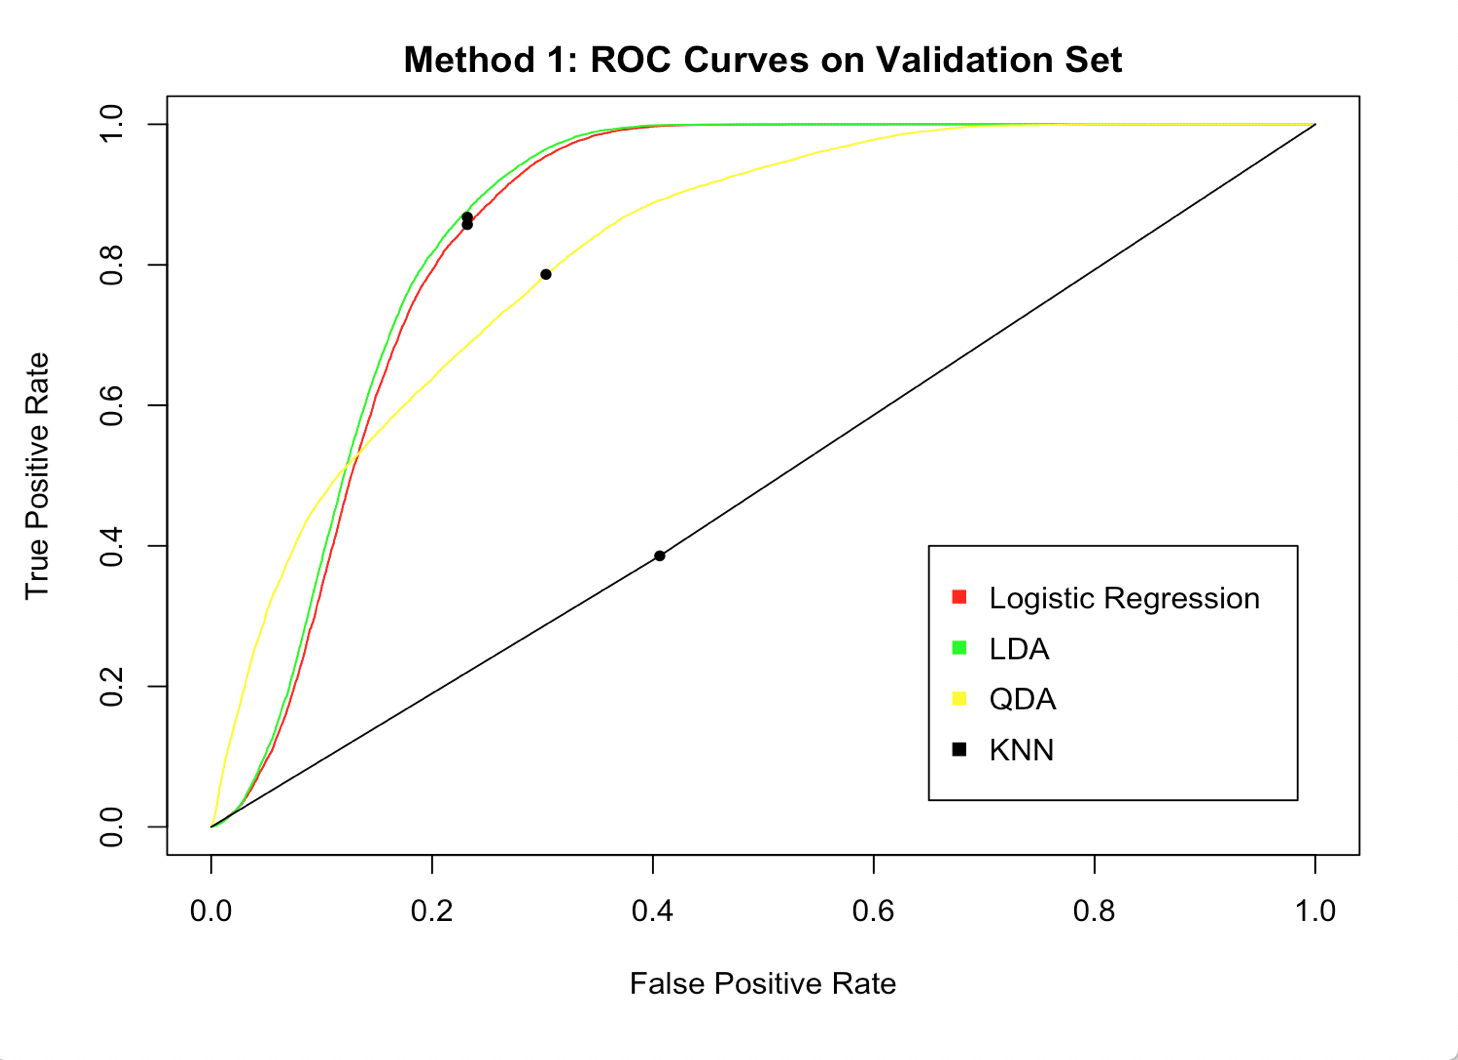 Method 1: ROC Curves on Validation Set
True Positive Rate
1.0
0.8
0.6
0.4
0.2
0.0
Logistic Regression
LDA
QDA
KNN
0.0 0.2 0.4 0.6 0.8 1.0
False Positive Rate